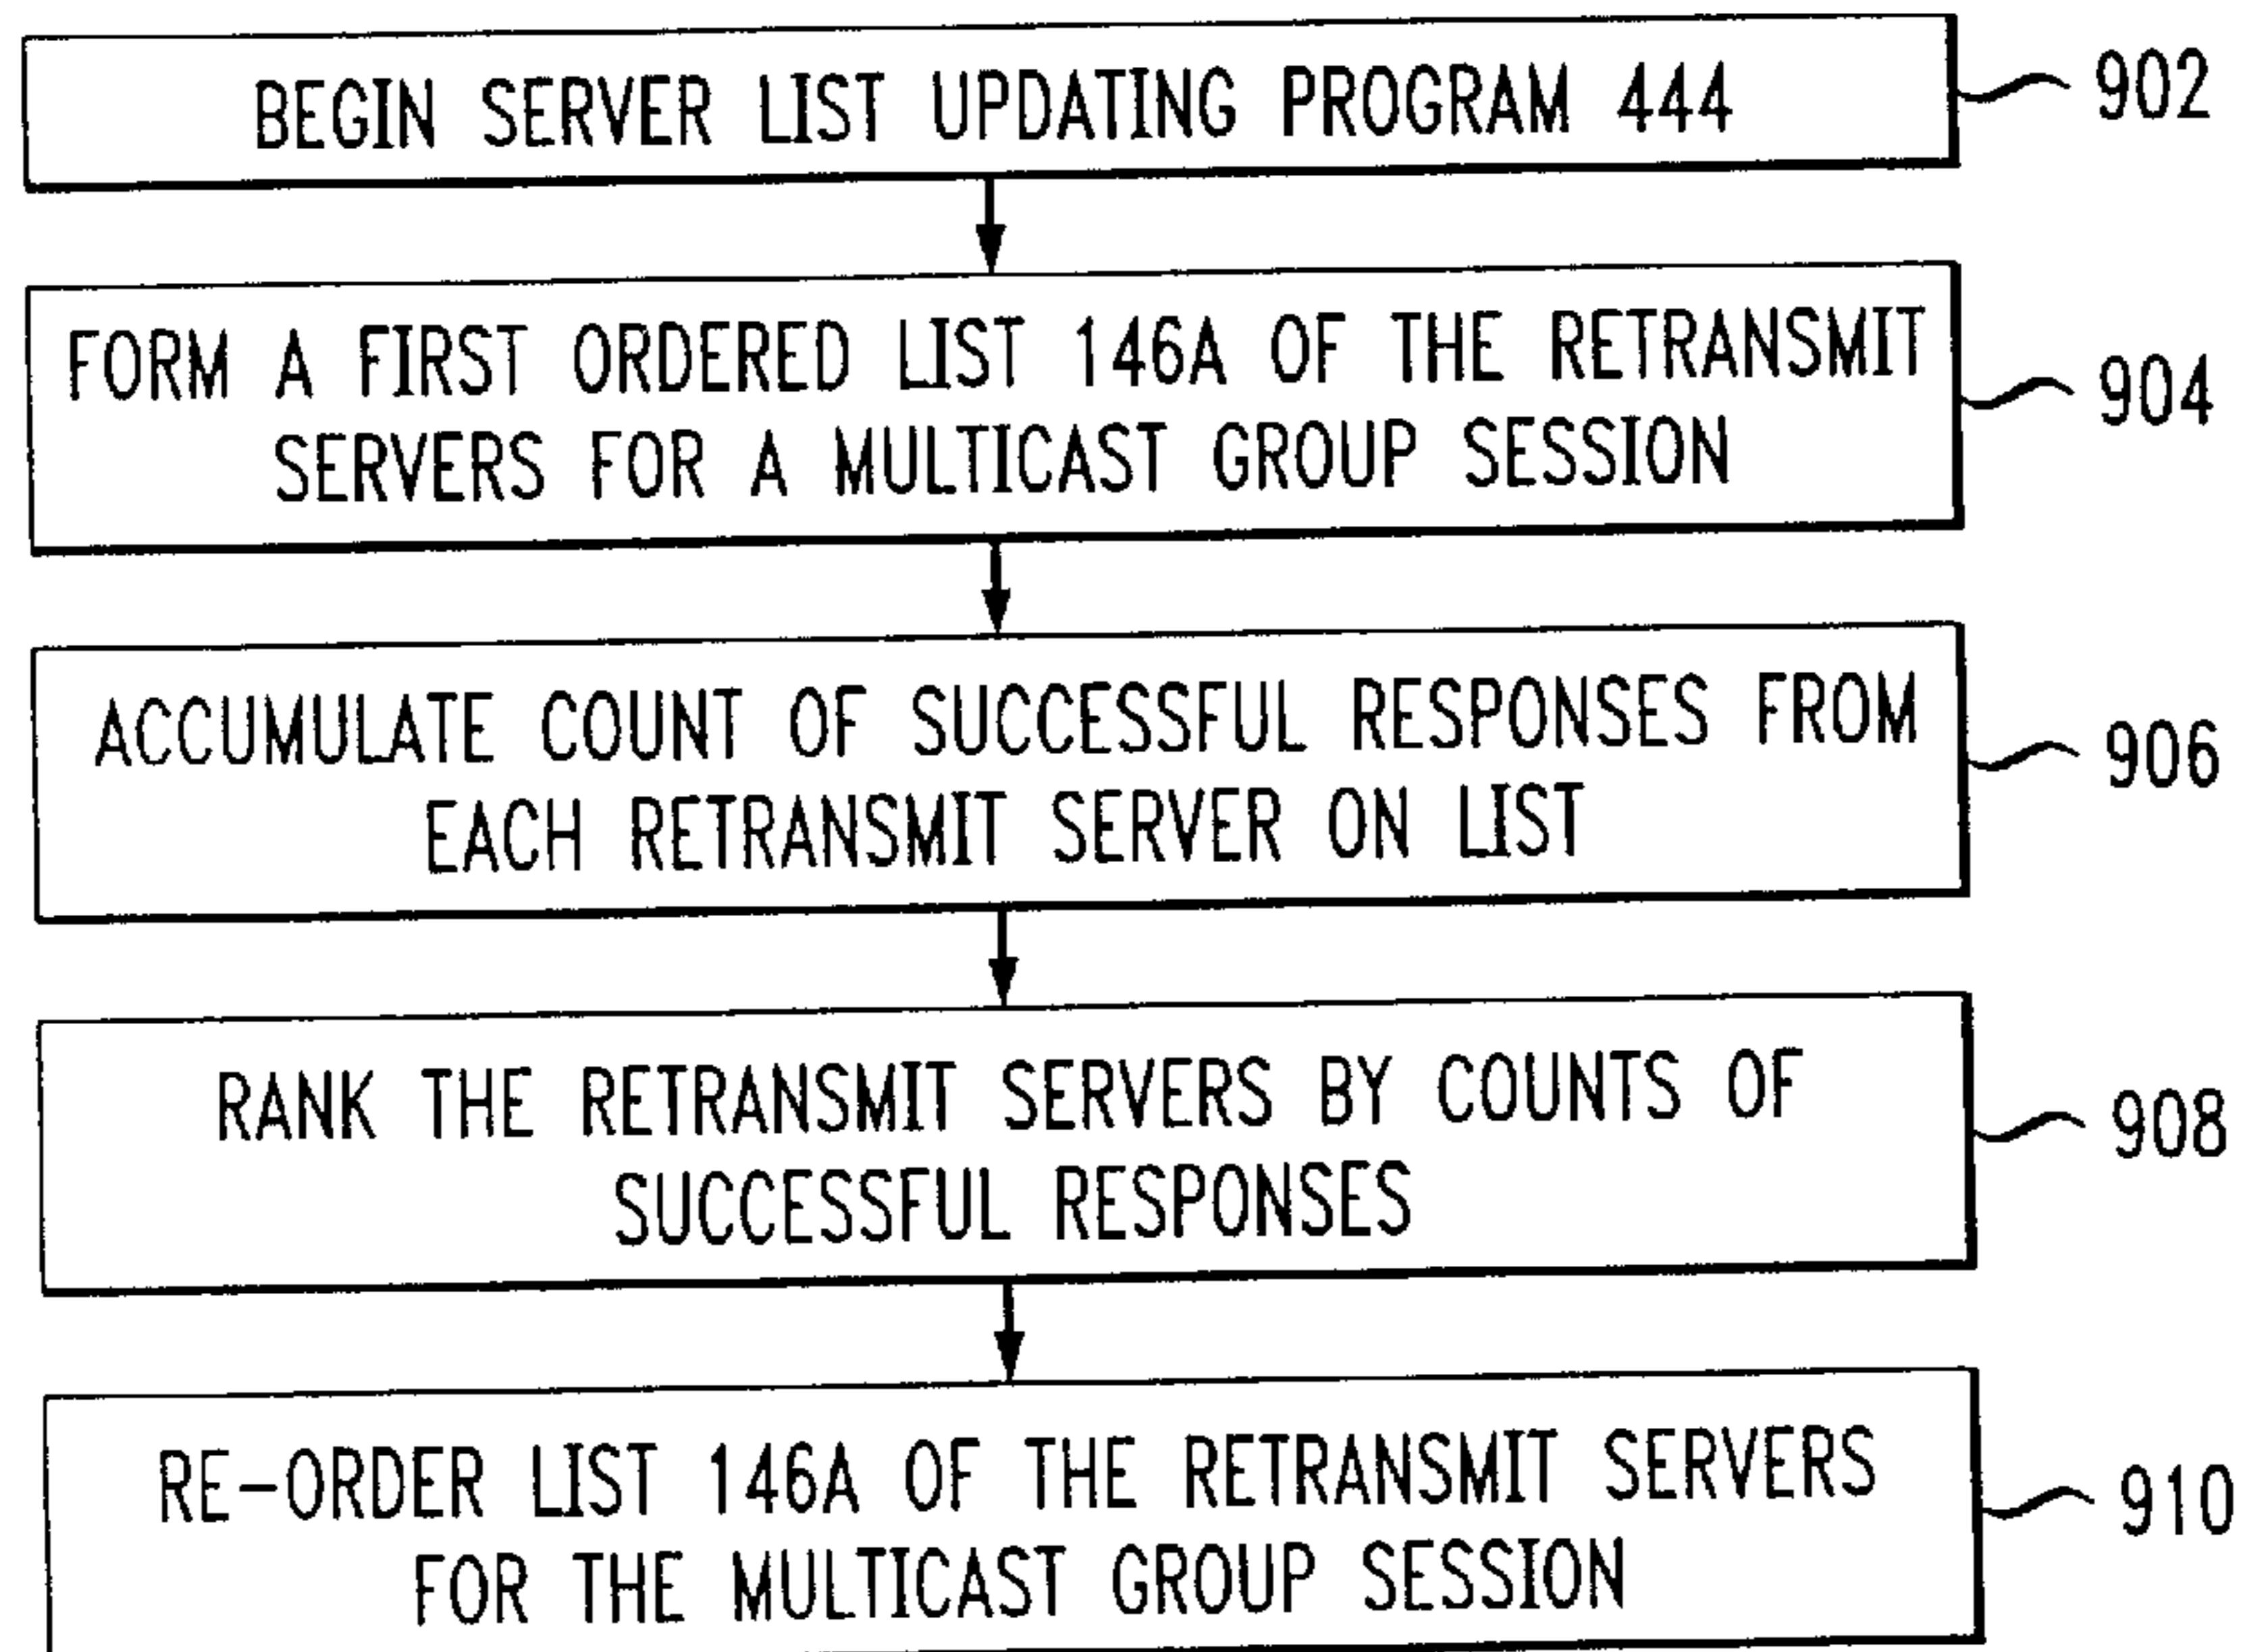 BEGIN SERVER LIST UPDATING PROGRAM 444
902
FORM A FIRST ORDERED LIST 146A OF THE RETRANSMIT
SERVERS FOR A MULTICAST GROUP SESSION
904
ACCUMULATE COUNT OF SUCCESSFUL RESPONSES FROM
EACH RETRANSMIT SERVER ON LIST
906
RANK THE RETRANSMIT SERVERS BY COUNTS OF
SUCCESSFUL RESPONSES
908
RE-ORDER LIST 146A OF THE RETRANSMIT SERVERS
FOR THE MULTICAST GROUP SESSION
910